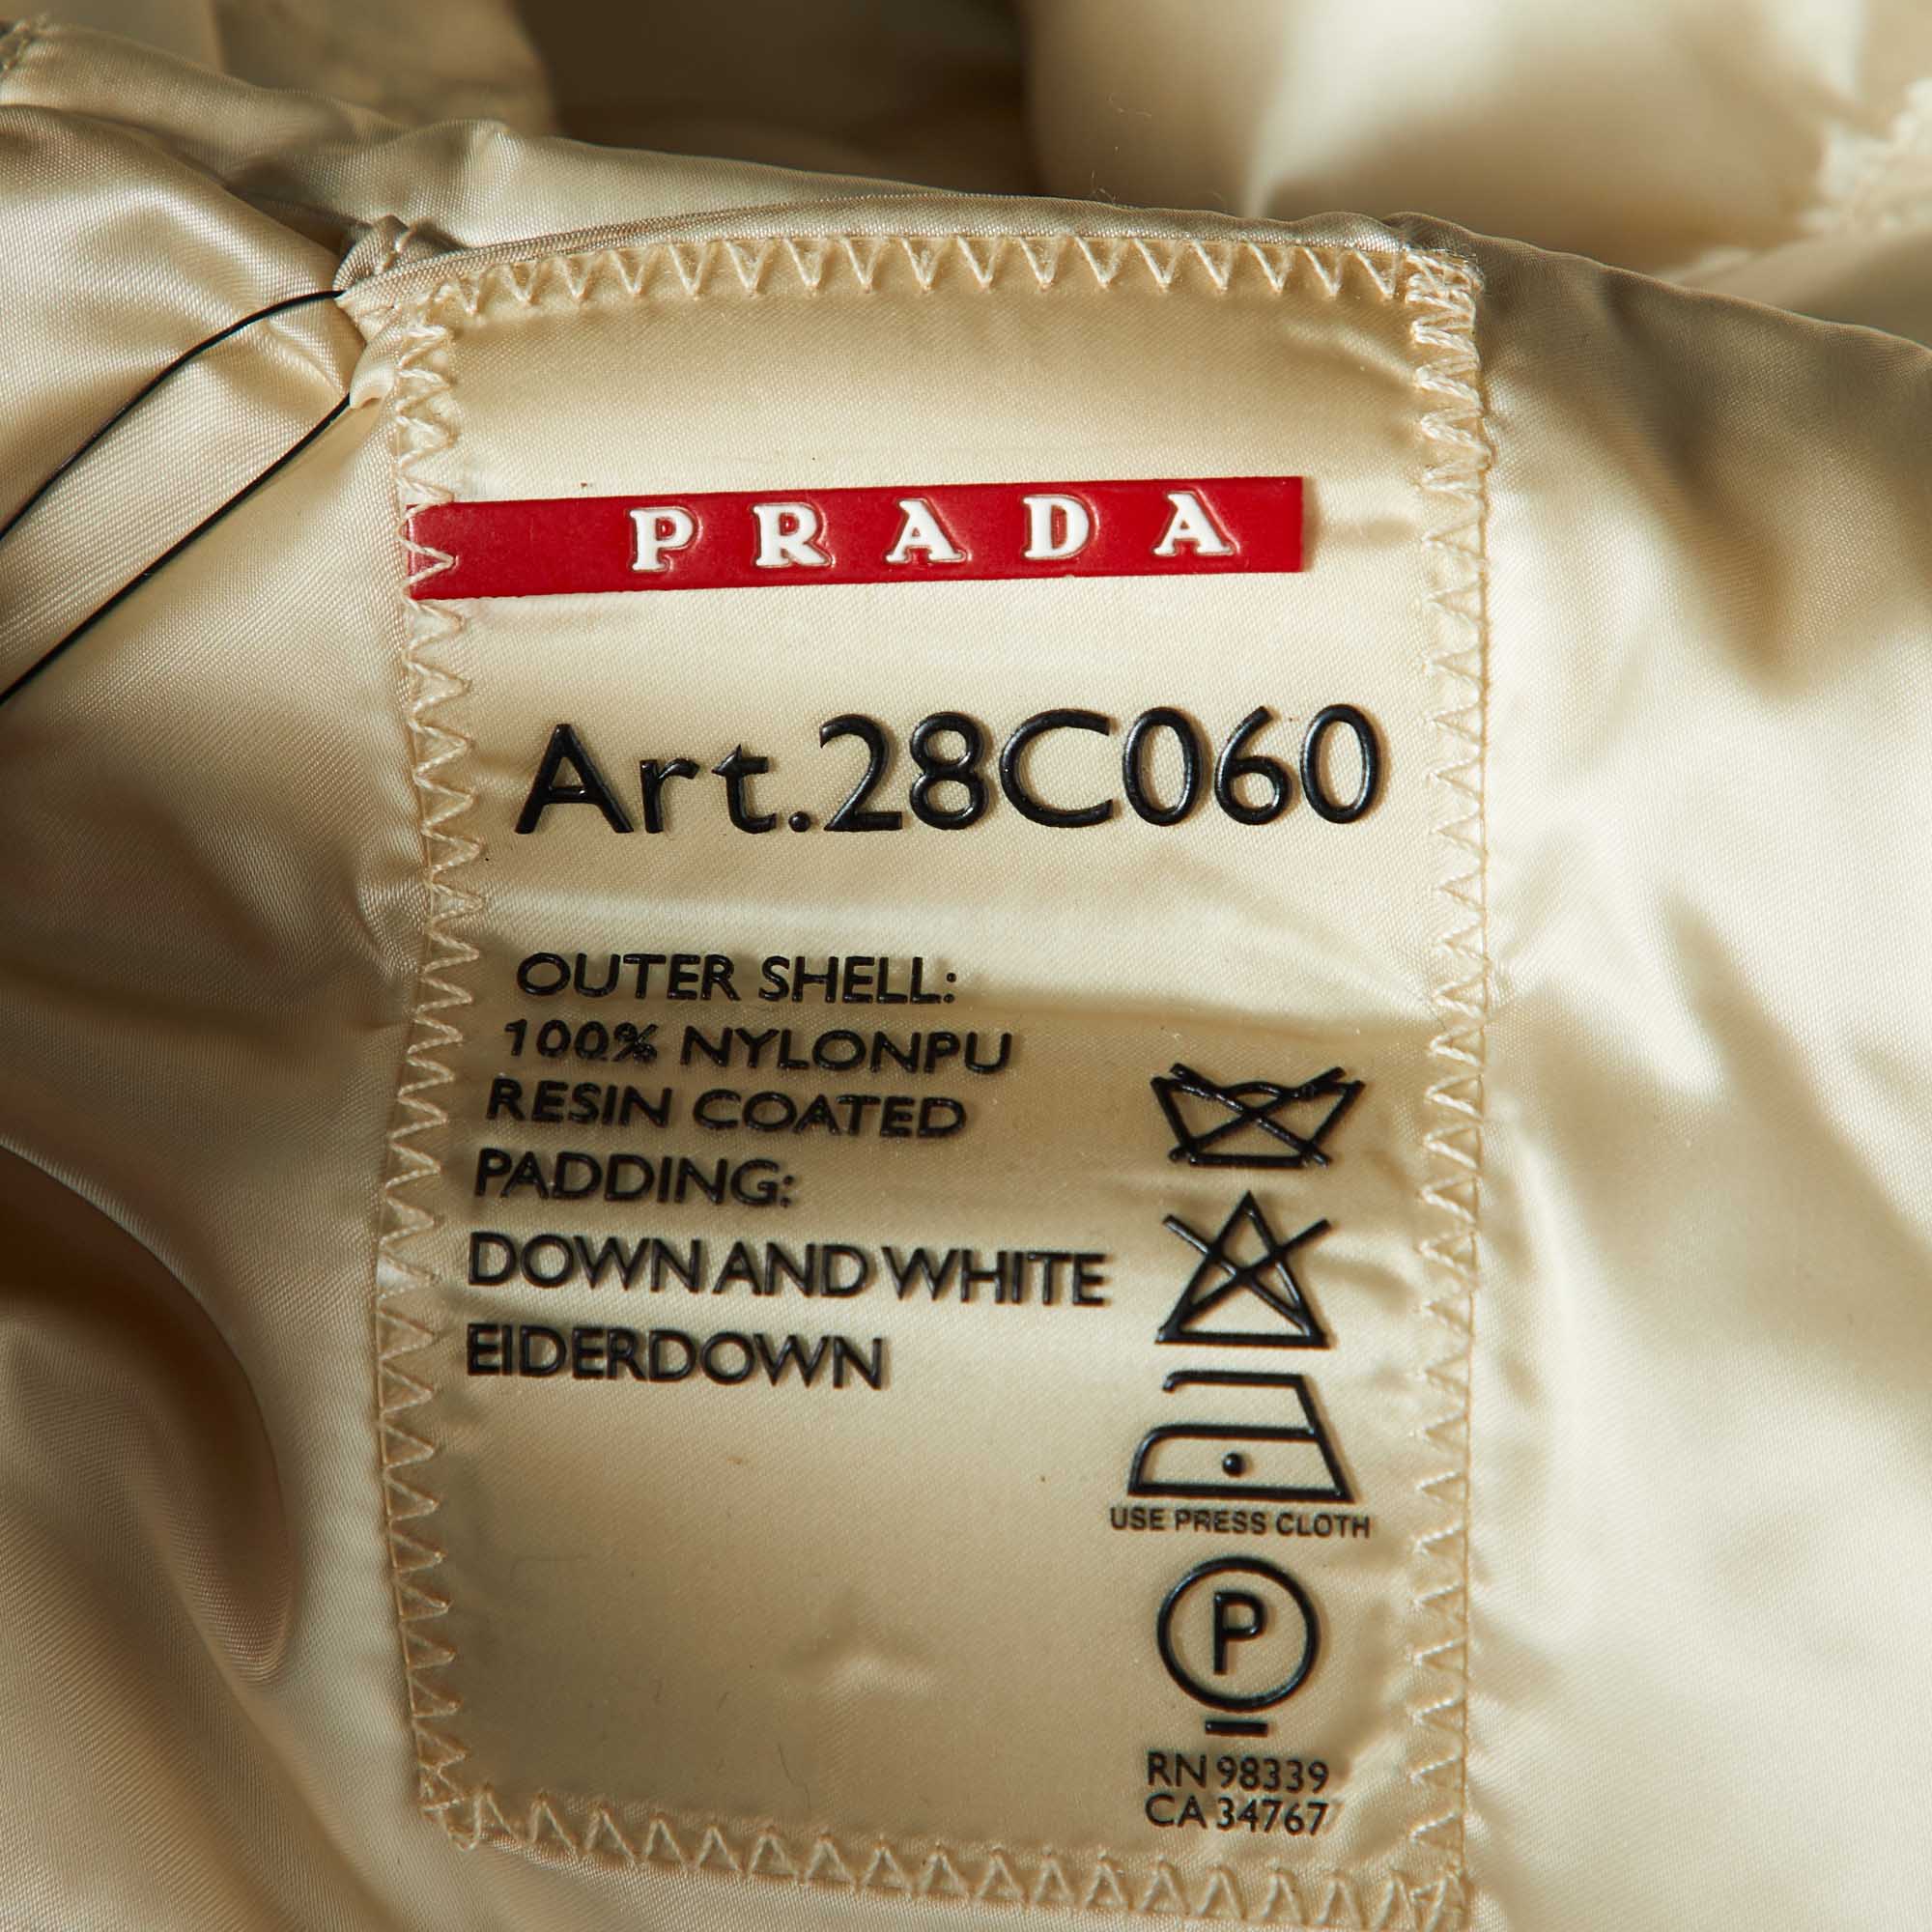 PRADA
Art.28C060
OUTER SHELL:
100% NYLONPU
RESIN COATED
PADDING:
DOWN AND WHITE
EIDERDOWN
USE PRESS CLOTH
P
RN 98339
CA 34767